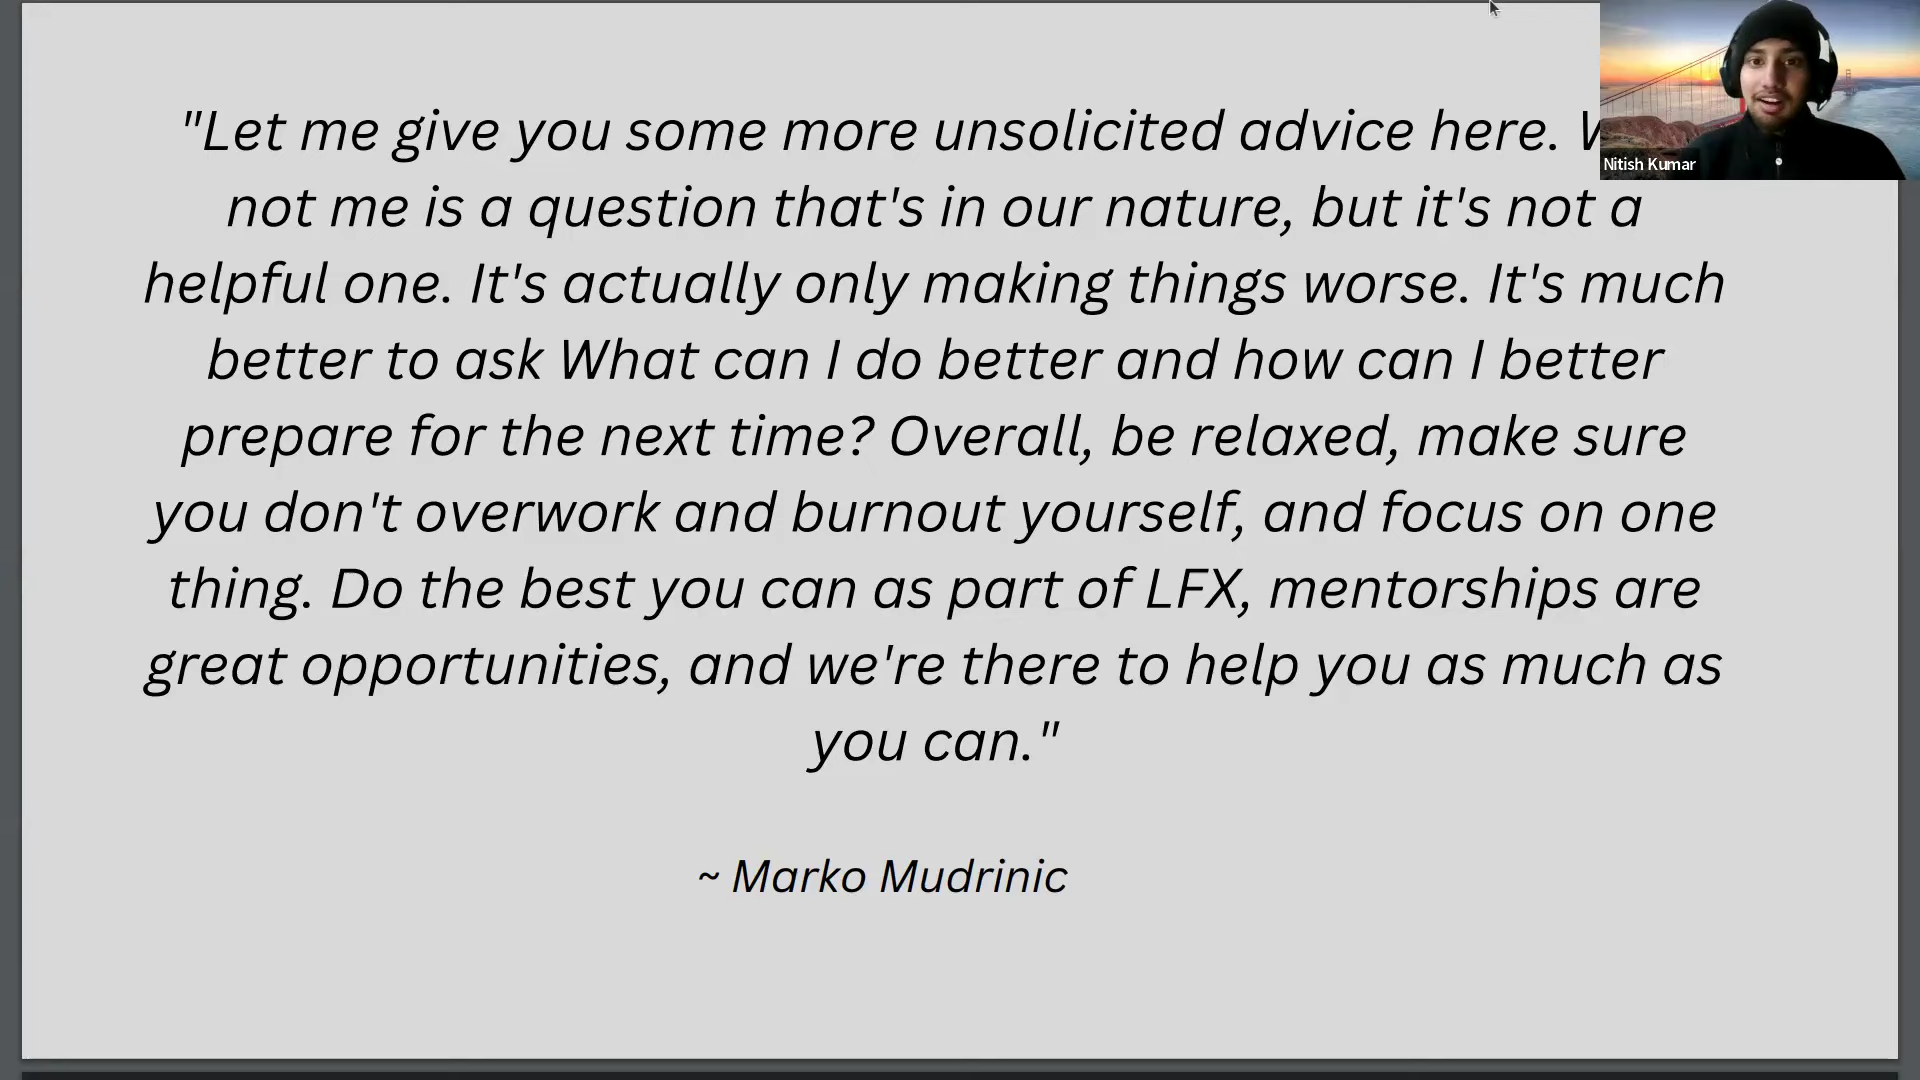 "Let me give you some more unsolicited advice here.
not me is a question that's in our nature, but it's not a
helpful one. It's actually only making things worse. It's much
better to ask What can I do better and how can I better
prepare for the next time? Overall, be relaxed, make sure
you don't overwork and burnout yourself, and focus on one
thing. Do the best you can as part of LFX, mentorships are
great opportunities, and we're there to help you as much as
you can."
~ Marko Mudrinic
Nitish Kumar